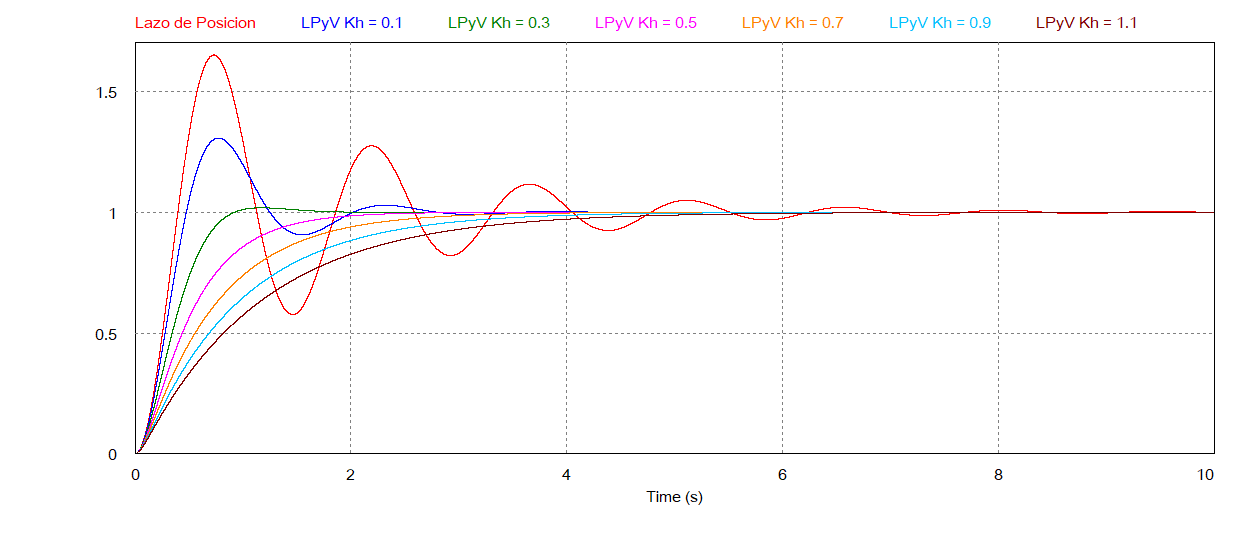 Lazo de Posicion LPyV Kh = 0.1 LPyV Kh = 0.3 LPyV Kh = 0.5 LPyV Kh = 0.7 LPyV Kh = 0.9 LPyV Kh = 1.1
1.5
1
0.5
0
0 2 4 6 8 10
Time (s)